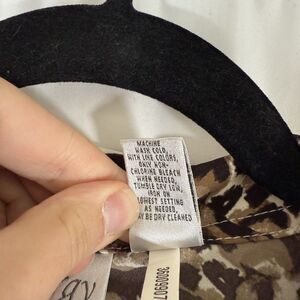 MACHINE
WASH COLD,
WITH LIKE COLORS,
ONLY NON-
CHLORINE BLEACH
WHEN NEEDED,
TUMBLE DRY LOW,
IRON ON
LOWEST SETTING
AS NEEDED,
MAY BE DRY CLEANED